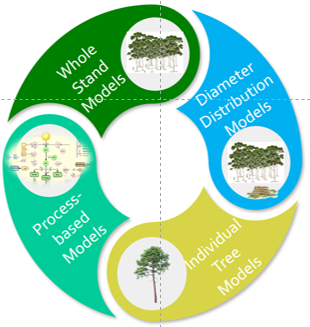 Whole
Stand
Models
Diameter
Distribution
Models
Individual
Tree
Models
Process-
based
Models